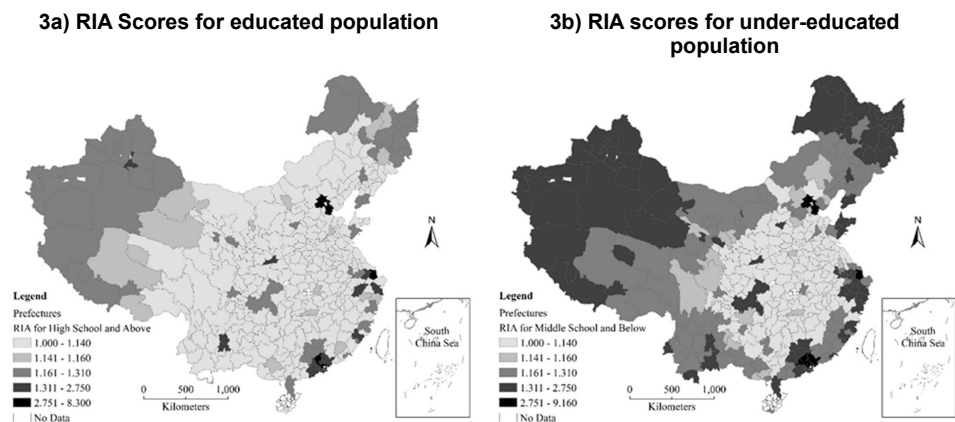 3a) RIA Scores for educated population
N
Legend
Prefectures
RIA for High School and Above
1.000 - 1.140
1.141 - 1.160
1.161 - 1.310
1.311 - 2.750
2.751 - 8.300
No Data
0 500 1,000
Kilometers
South
China Sea
3b) RIA scores for under-educated
population
N
Legend
Prefectures
RIA for Middle School and Below
1.000 - 1.140
1.141 - 1.160
1.161 - 1.310
1.311 - 2.750
2.751 - 9.160
No Data
0 500 1,000
Kilometers
South
China Sea